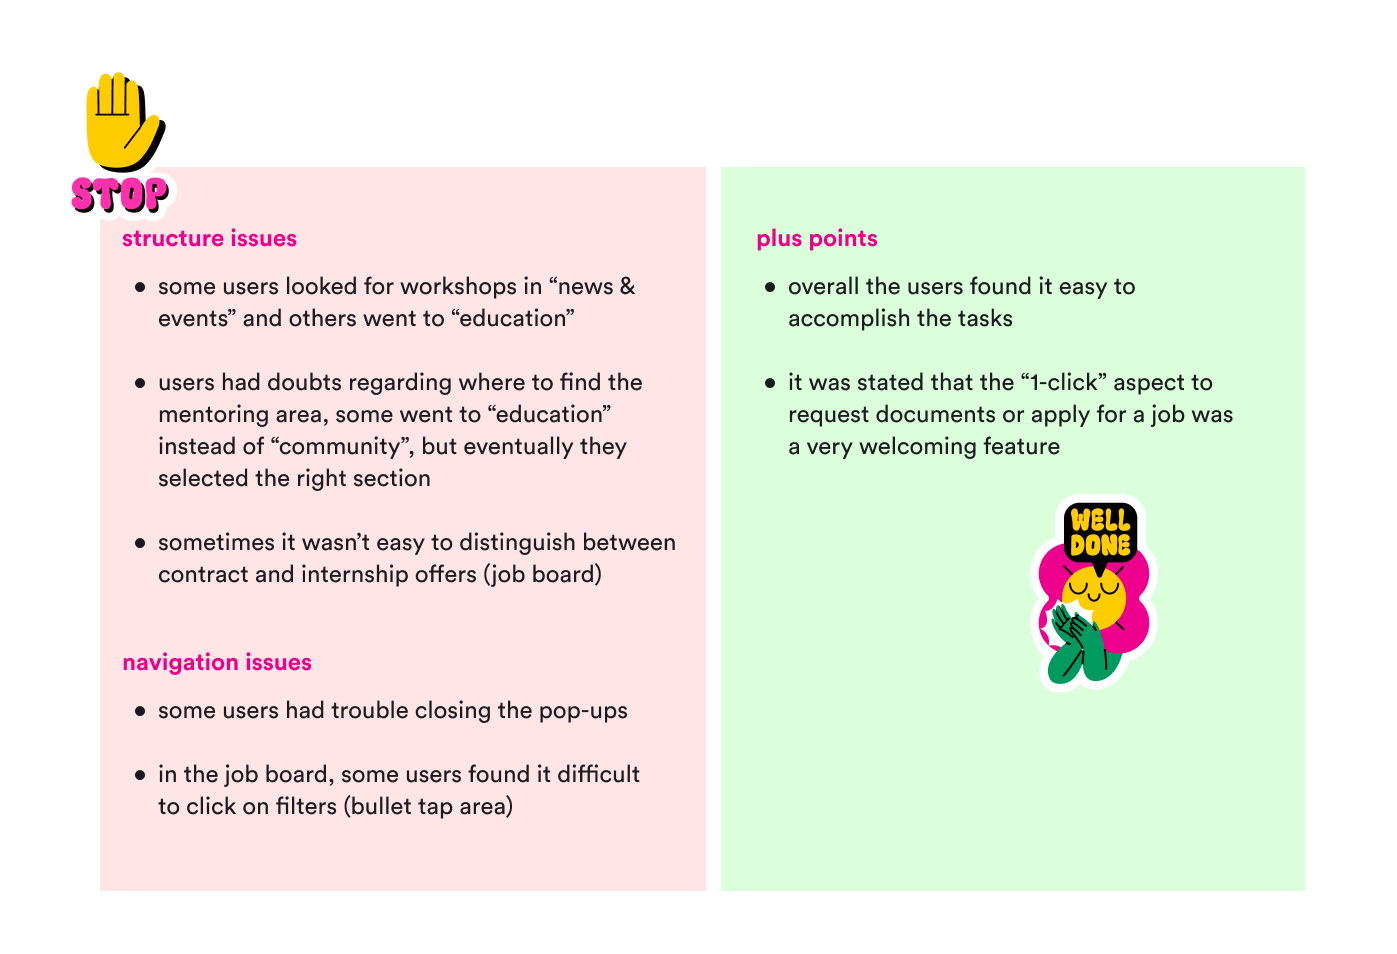 STOP
structure issues
• some users looked for workshops in “news &
events” and others went to “education”
• users had doubts regarding where to find the
mentoring area, some went to “education”
instead of “community”, but eventually they
selected the right section
• sometimes it wasn’t easy to distinguish between
contract and internship offers (job board)
navigation issues
• some users had trouble closing the pop-ups
• in the job board, some users found it difficult
to click on filters (bullet tap area)
plus points
• overall the users found it easy to
accomplish the tasks
• it was stated that the “1-click” aspect to
request documents or apply for a job was
a very welcoming feature
WELL
DONE